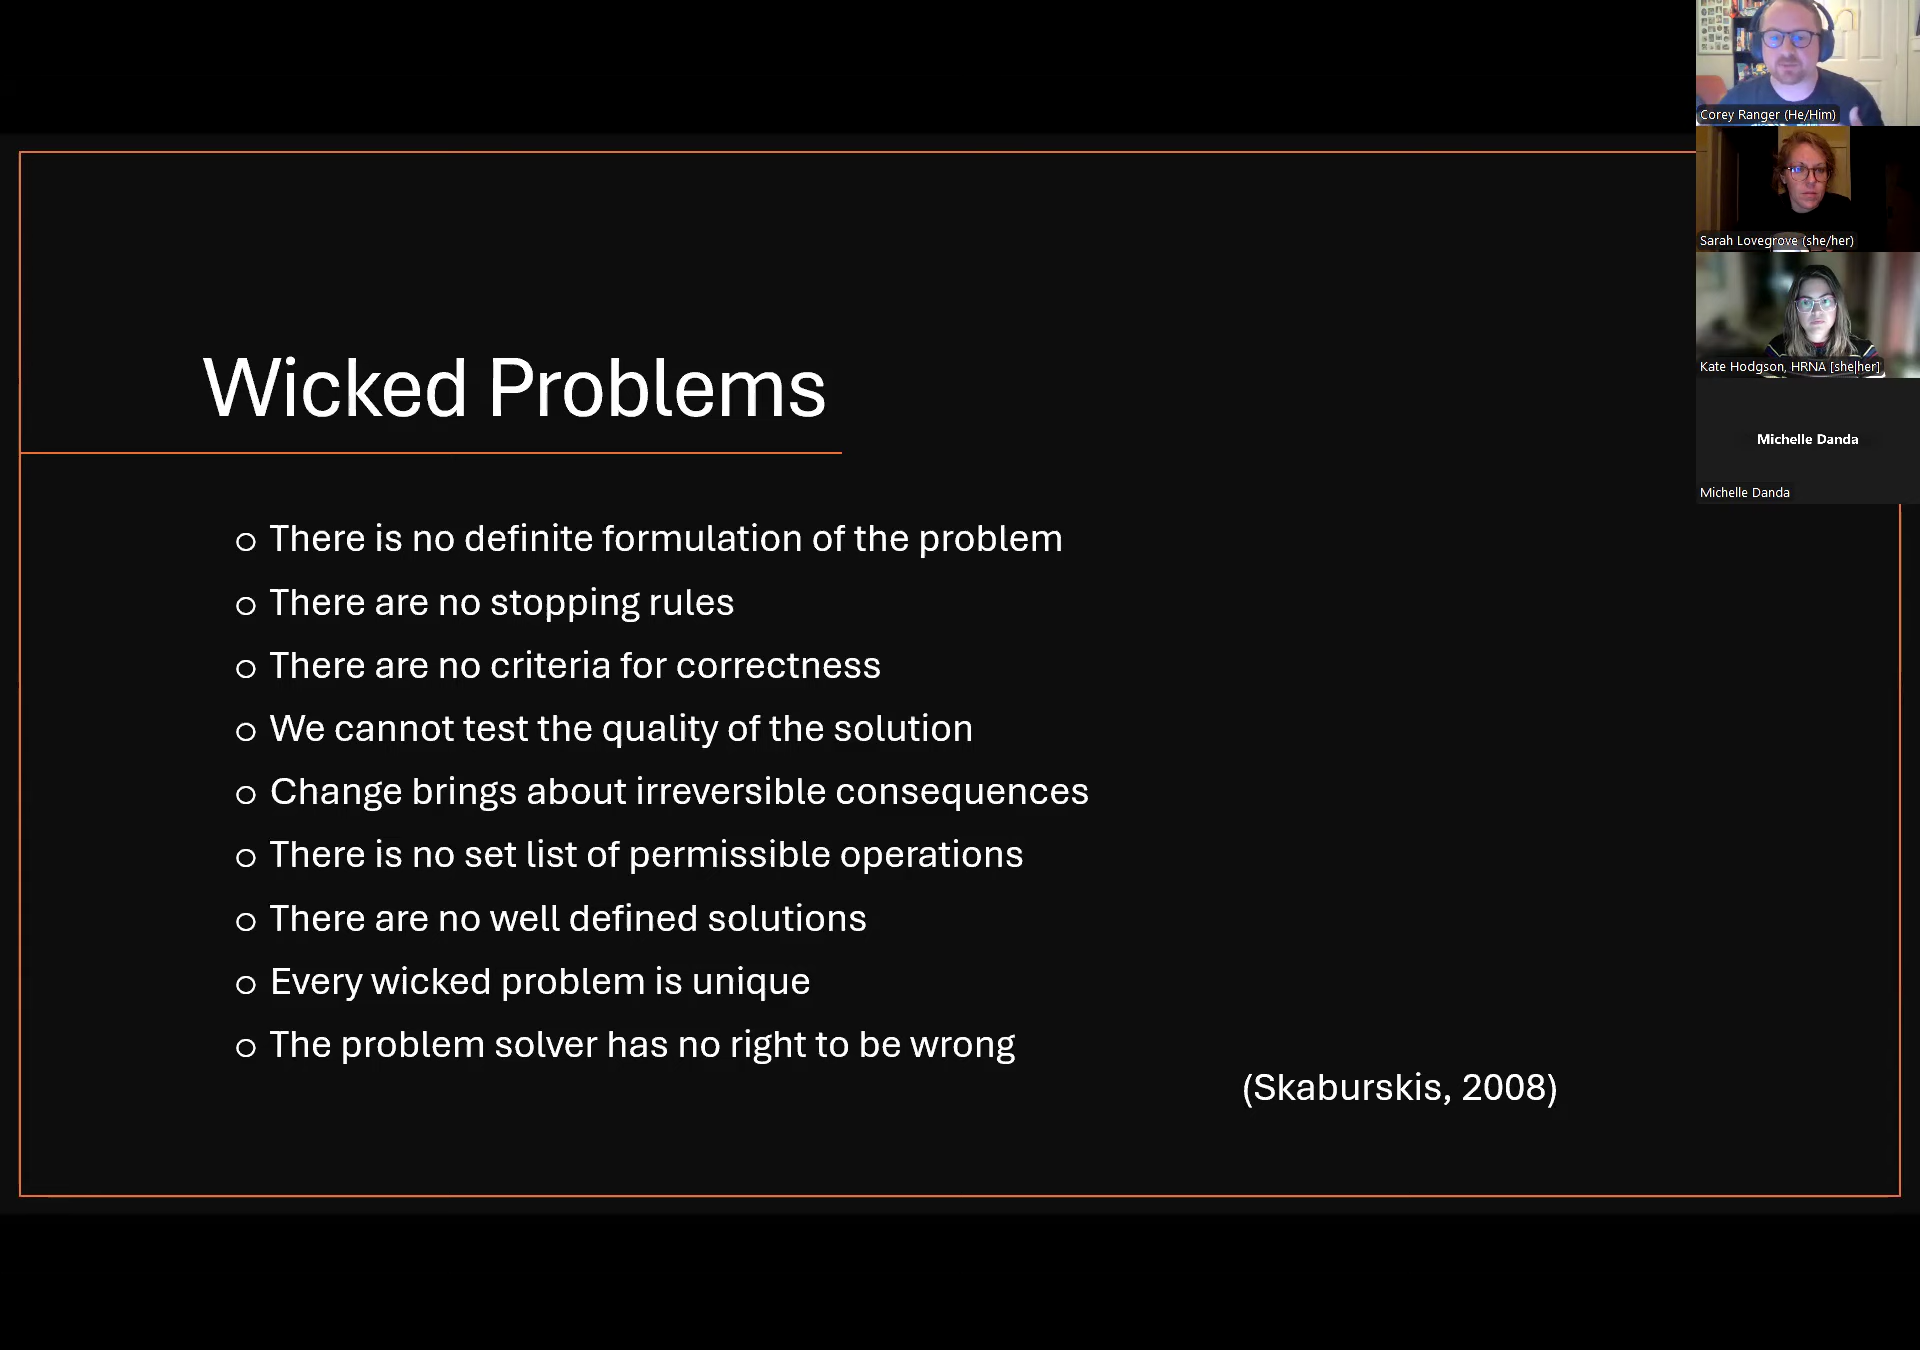 Wicked Problems
There is no definite formulation of the problem
There are no stopping rules
There are no criteria for correctness
We cannot test the quality of the solution
Change brings about irreversible consequences
There is no set list of permissible operations
There are no well defined solutions
Every wicked problem is unique
The problem solver has no right to be wrong
(Skaburskis, 2008)
Corey Ranger (He/Him)
Sarah Lovegrove (she/her)
Kate Hodgson, HRNA [she|her]
Michelle Danda
Michelle Danda